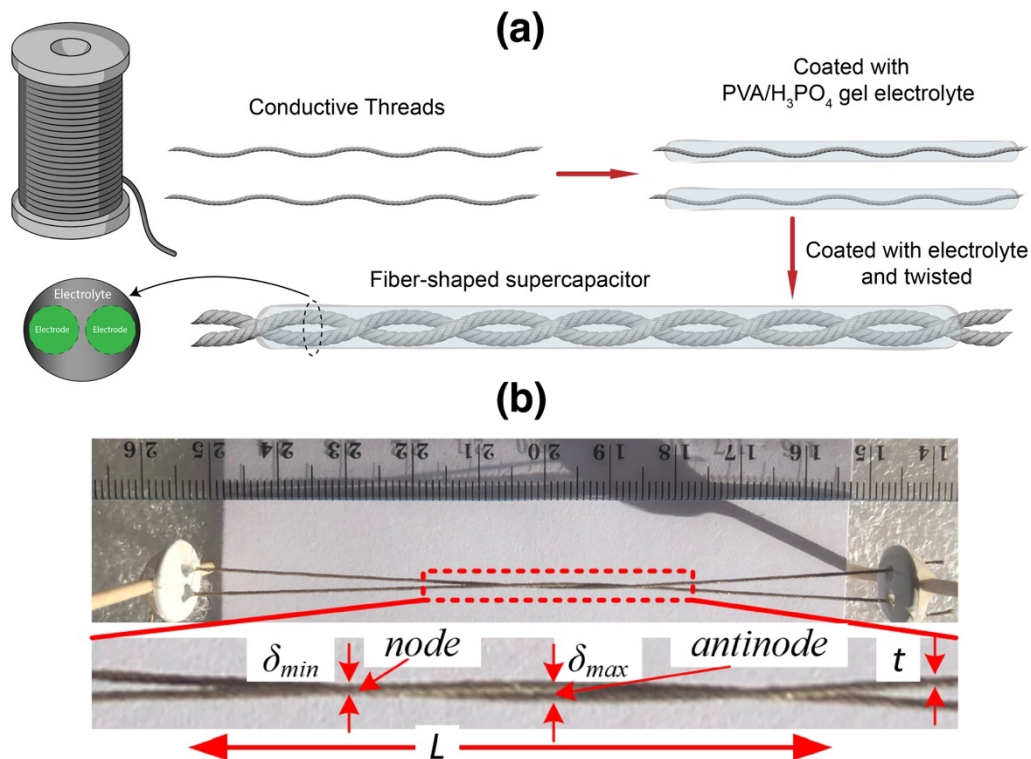 (a)
Conductive Threads
Coated with
PVA/H₃PO₄ gel electrolyte
Coated with electrolyte
and twisted
Fiber-shaped supercapacitor
Electrolyte
Electrode Electrode
(b)
26 25 24 23 22 21 20 19 18 17 16 15 14
δmin node δmax antinode t
L